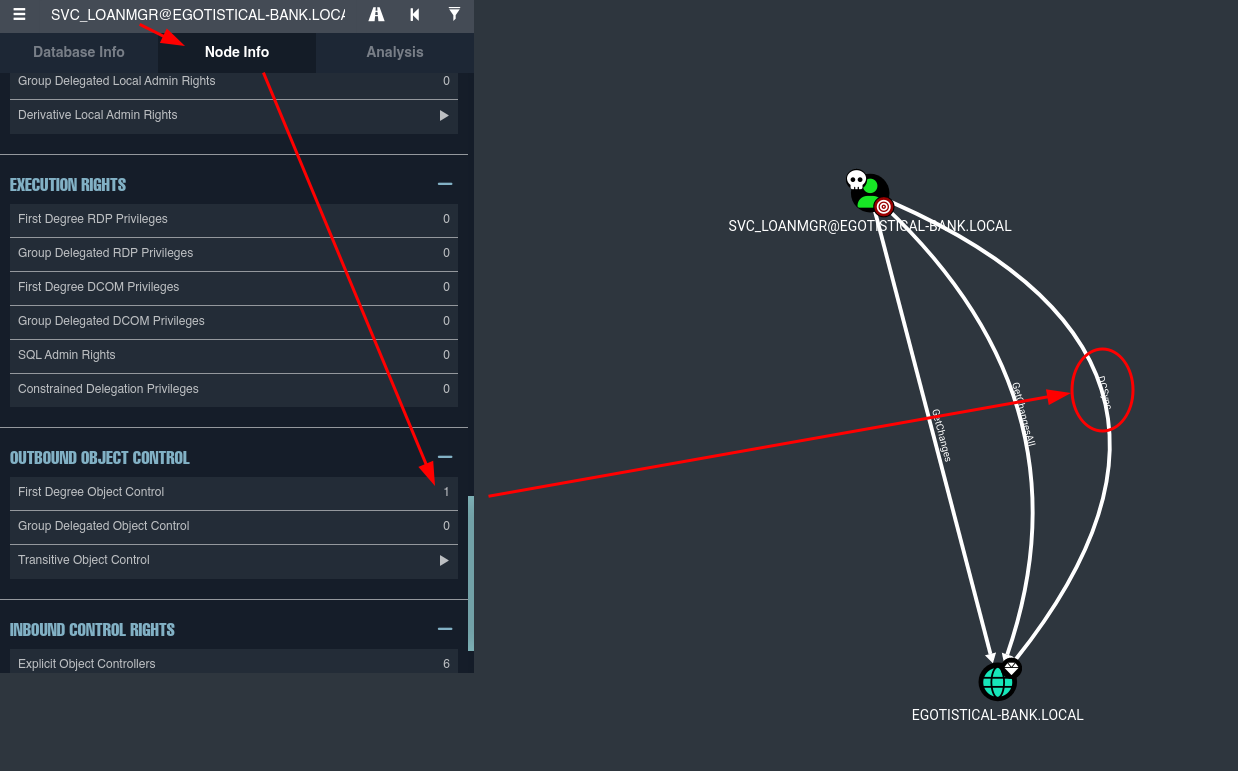 SVC_LOANMGR@EGOTISTICAL-BANK.LOCA
Database Info
Node Info
Analysis
Group Delegated Local Admin Rights 0
Derivative Local Admin Rights
EXECUTION RIGHTS
First Degree RDP Privileges 0
Group Delegated RDP Privileges 0
First Degree DCOM Privileges 0
Group Delegated DCOM Privileges 0
SQL Admin Rights 0
Constrained Delegation Privileges 0
OUTBOUND OBJECT CONTROL
First Degree Object Control 1
Group Delegated Object Control 0
Transitive Object Control
INBOUND CONTROL RIGHTS
Explicit Object Controllers 6
SVC_LOANMGR@EGOTISTICAL-BANK.LOCAL
GetChanges
GetChangesAll
DCSync
EGOTISTICAL-BANK.LOCAL